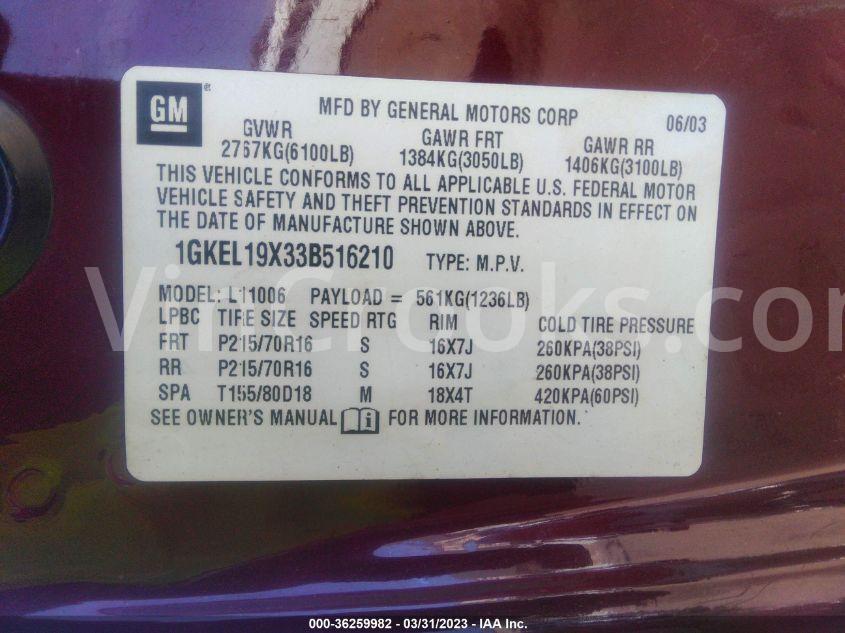 GM
MFD BY GENERAL MOTORS CORP 06/03
GVWR GAWR FRT GAWR RR
2767KG(6100LB) 1384KG(3050LB) 1406KG(3100LB)
THIS VEHICLE CONFORMS TO ALL APPLICABLE U.S. FEDERAL MOTOR
VEHICLE SAFETY AND THEFT PREVENTION STANDARDS IN EFFECT ON
THE DATE OF MANUFACTURE SHOWN ABOVE.
1GKEL19X33B516210 TYPE: M.P.V.
MODEL: L11006 PAYLOAD = 561KG(1236LB)
LPBC TIRE SIZE SPEED RTG RIM COLD TIRE PRESSURE
FRT P215/70R16 S 16X7J 260KPA(38PSI)
RR P215/70R16 S 16X7J 260KPA(38PSI)
SPA T155/80D18 M 18X4T 420KPA(60PSI)
SEE OWNER'S MANUAL i FOR MORE INFORMATION.
VinCrooks.com
000-36259982 - 03/31/2023 - IAA Inc.